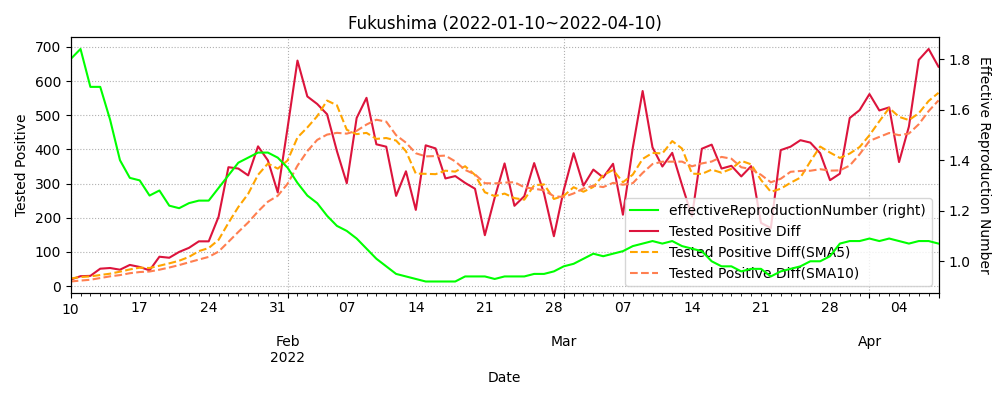 Fukushima (2022-01-10~2022-04-10)
Tested Positive
700
600
500
400
300
200
100
0
1.8
1.6
1.4
1.2
1.0
Effective Reproduction Number
effectiveReproductionNumber (right)
Tested Positive Diff
Tested Positive Diff(SMA5)
Tested Positive Diff(SMA10)
10 17 24 31 07 14 21 28 07 14 21 28 04
Feb Mar Apr
2022
Date